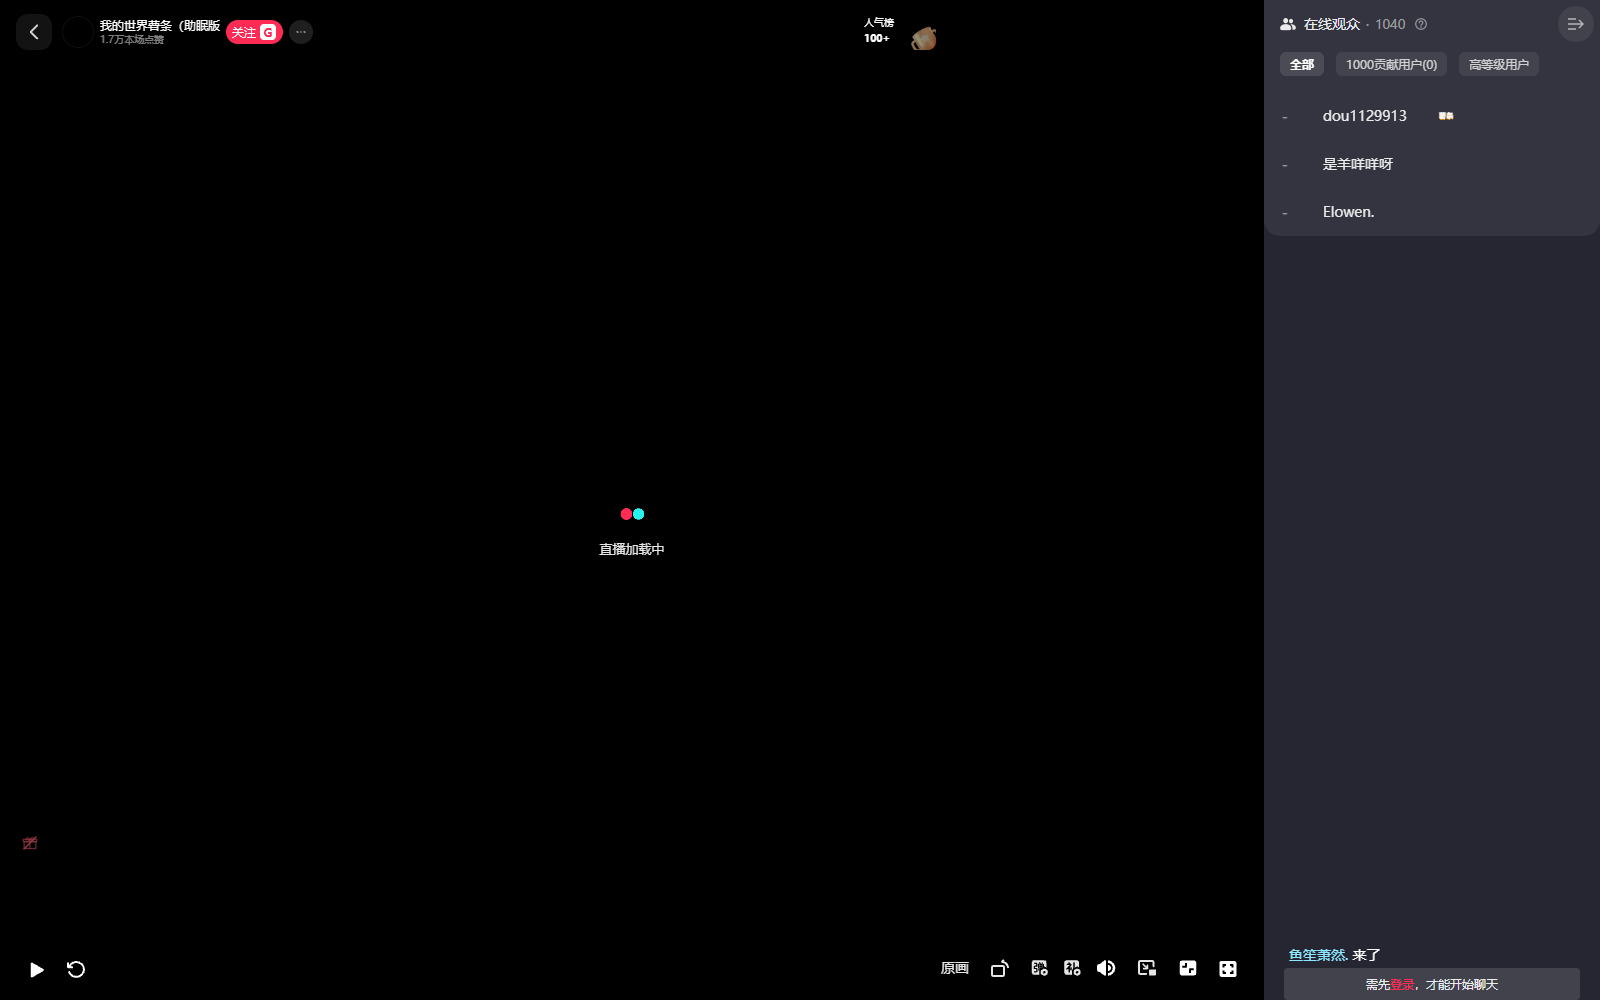 我的世界昔条（助眠版
1.7万本场点赞
关注
G
人气榜
100+
在线观众 · 1040
全部
1000贡献用户(0)
高等级用户
- dou1129913
- 是羊咩咩呀
- Elowen.
直播加载中
鱼笙萧然. 来了
需先登录，才能开始聊天
原画
弹
礼